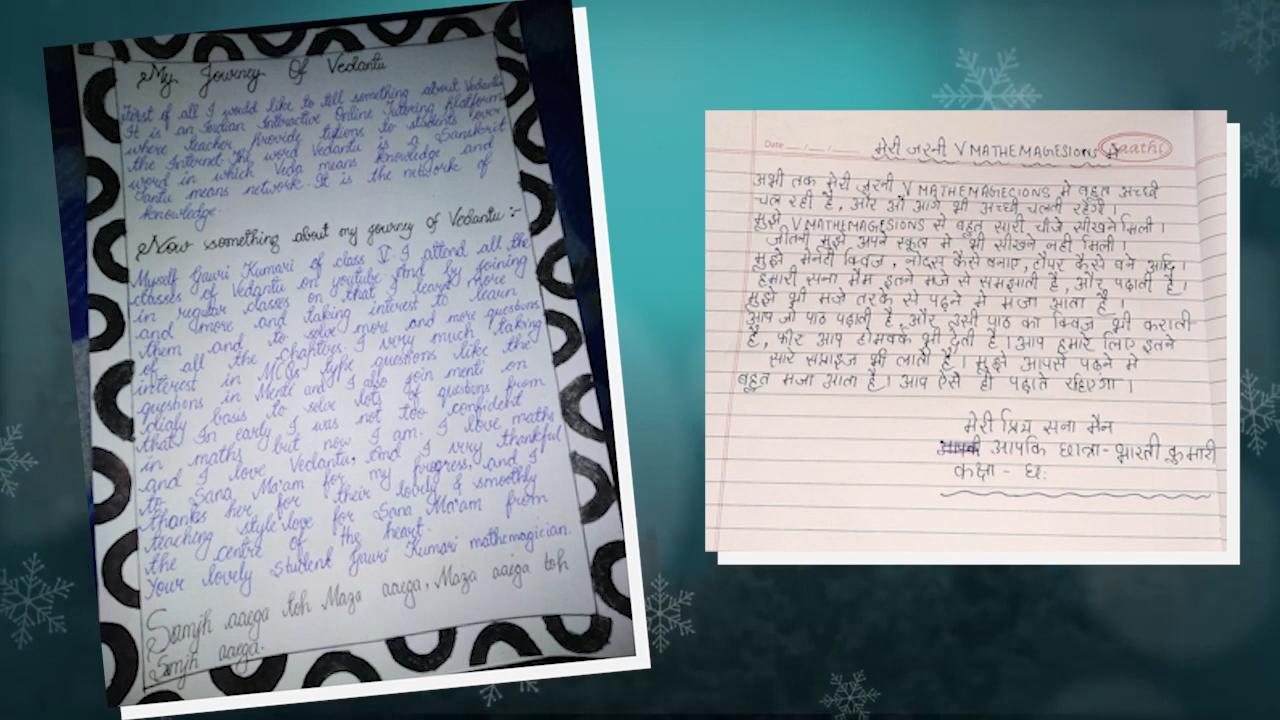 My Journey Of Vedantu
First of all I would like to tell something about Vedantu
It is an Indian Interactive Online Tutoring Platform
where teacher provide tutions to students over
the Internet. The word Vedantu is a Sanskrit
word in which Veda means knowledge and
Tantu means network. It is the network of
knowledge.
Now something about my journey of Vedantu :-
Myself Gauri Kumari of class V. I attend all the
classes of Vedantu on youtube. And by joining
in regular classes on that I learn more
and more and taking interest to learn
them and to solve more and more questions
of all the chapters. I very much taking
interest in MCQs type questions like the
questions in Menti and I also join menti on
dialy basis to solve lots of questions from
that. In early I was not too confident
in maths but now I am. I love maths
and I love Vedantu, and I vry thankful
to Sana Ma'am for my progress, and I
thanks her for their lovely & smoothly
teaching style love for Sana Ma'am from
the centre of the heart.
Your lovely student Gauri Kumari mathemagician.
Samjh aaega toh Maza aaega, Maza aaega toh
Smjh aaega.
Date
मेरी जरनी V MATHEMAGESIONS में
Saathi
अभी तक मेरी जरनी V MATHEMAGECIONS में बहुत अच्छी
चल रही है, और आगे भी अच्छी चलती रहेगी।
मुझे V MATHEMAGESIONS से बहुत सारी चीजे सीखने मिली।
जीतनी मुझे अपने स्कूल में भी सीखने नही मिली।
मुझे मेनटी क्विज, नोटस कैसे बनाए, टॉपर कैसे बने आदि।
हमारी सना मैम इतने मजे से समझाती है, और पढ़ाती है।
मुझे भी मजे तरके से पढ़ने में मजा आता है।
आप जो पाठ पढ़ाती है, और उसी पाठ का क्विज भी कराती
है, फीर आप होमवर्क भी देती है। आप हमारे लिए इतने
सारे सप्राइज भी लाती है। मुझे आपसे पढ़ने में
बहुत मजा आता है। आप ऐसे ही पढ़ाते रहिएगा।
मेरी प्रिय सना मैन
आपकि छात्रा - भारती कुमारी
कक्षा - छः